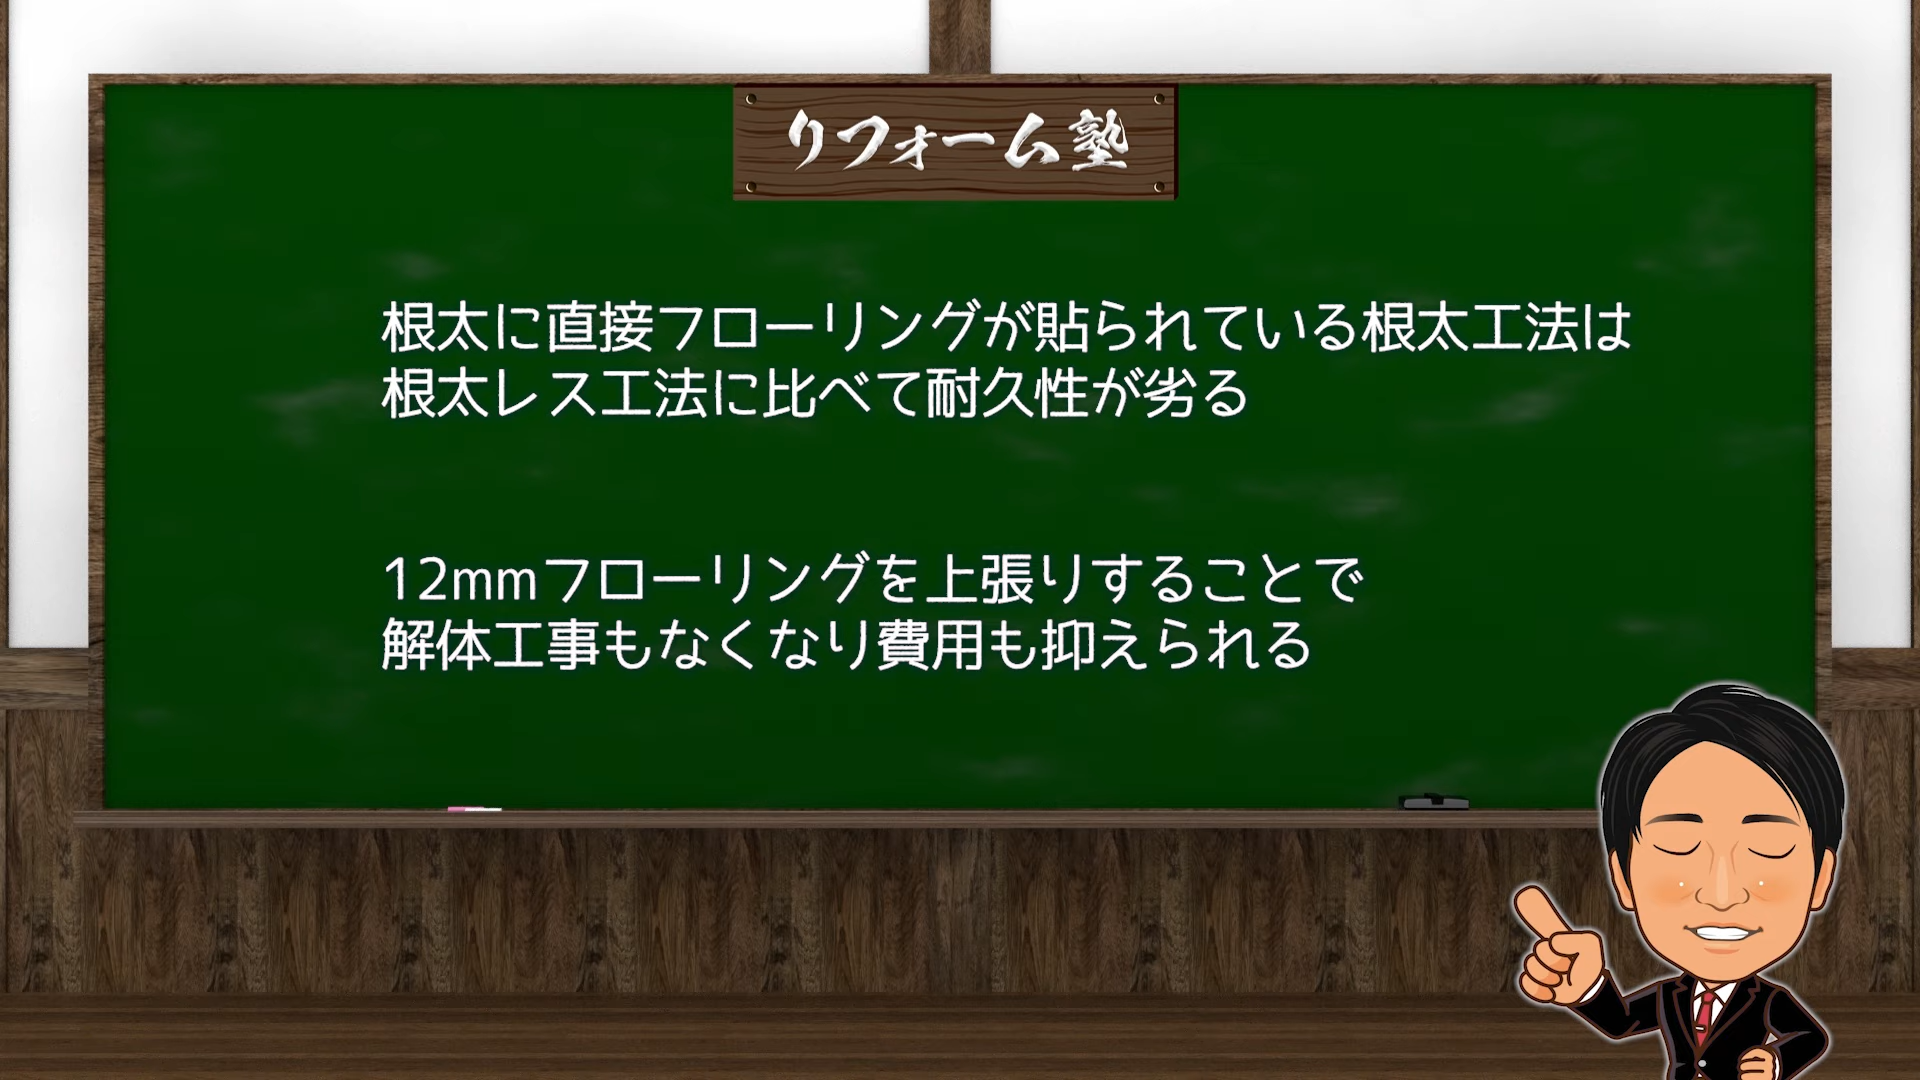 リフォーム塾
根太に直接フローリングが貼られている根太工法は
根太レス工法に比べて耐久性が劣る
12mmフローリングを上張りすることで
解体工事もなくなり費用も抑えられる